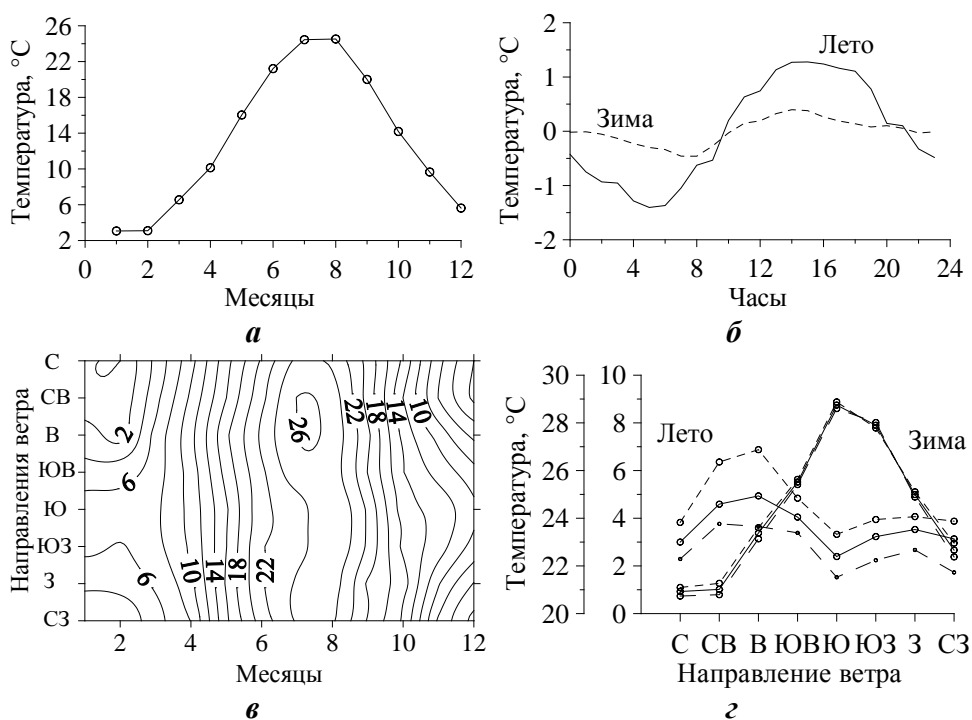 26
22
18
14
10
6
2
0 2 4 6 8 10 12
Температура, °C
Месяцы
а
2
1
0
-1
-2
0 4 8 12 16 20 24
Температура, °C
Лето
Зима
Часы
б
С
СВ
В
ЮВ
Ю
ЮЗ
З
СЗ
Направление ветра
2
6
6
10 14 18 22
26
22 18 14 10
2 4 6 8 10 12
Месяцы
в
30 10
28 8
26 6
24 4
22 2
20 0
Температура, °C
Лето
Зима
С СВ В ЮВ Ю ЮЗ З СЗ
Направление ветра
г